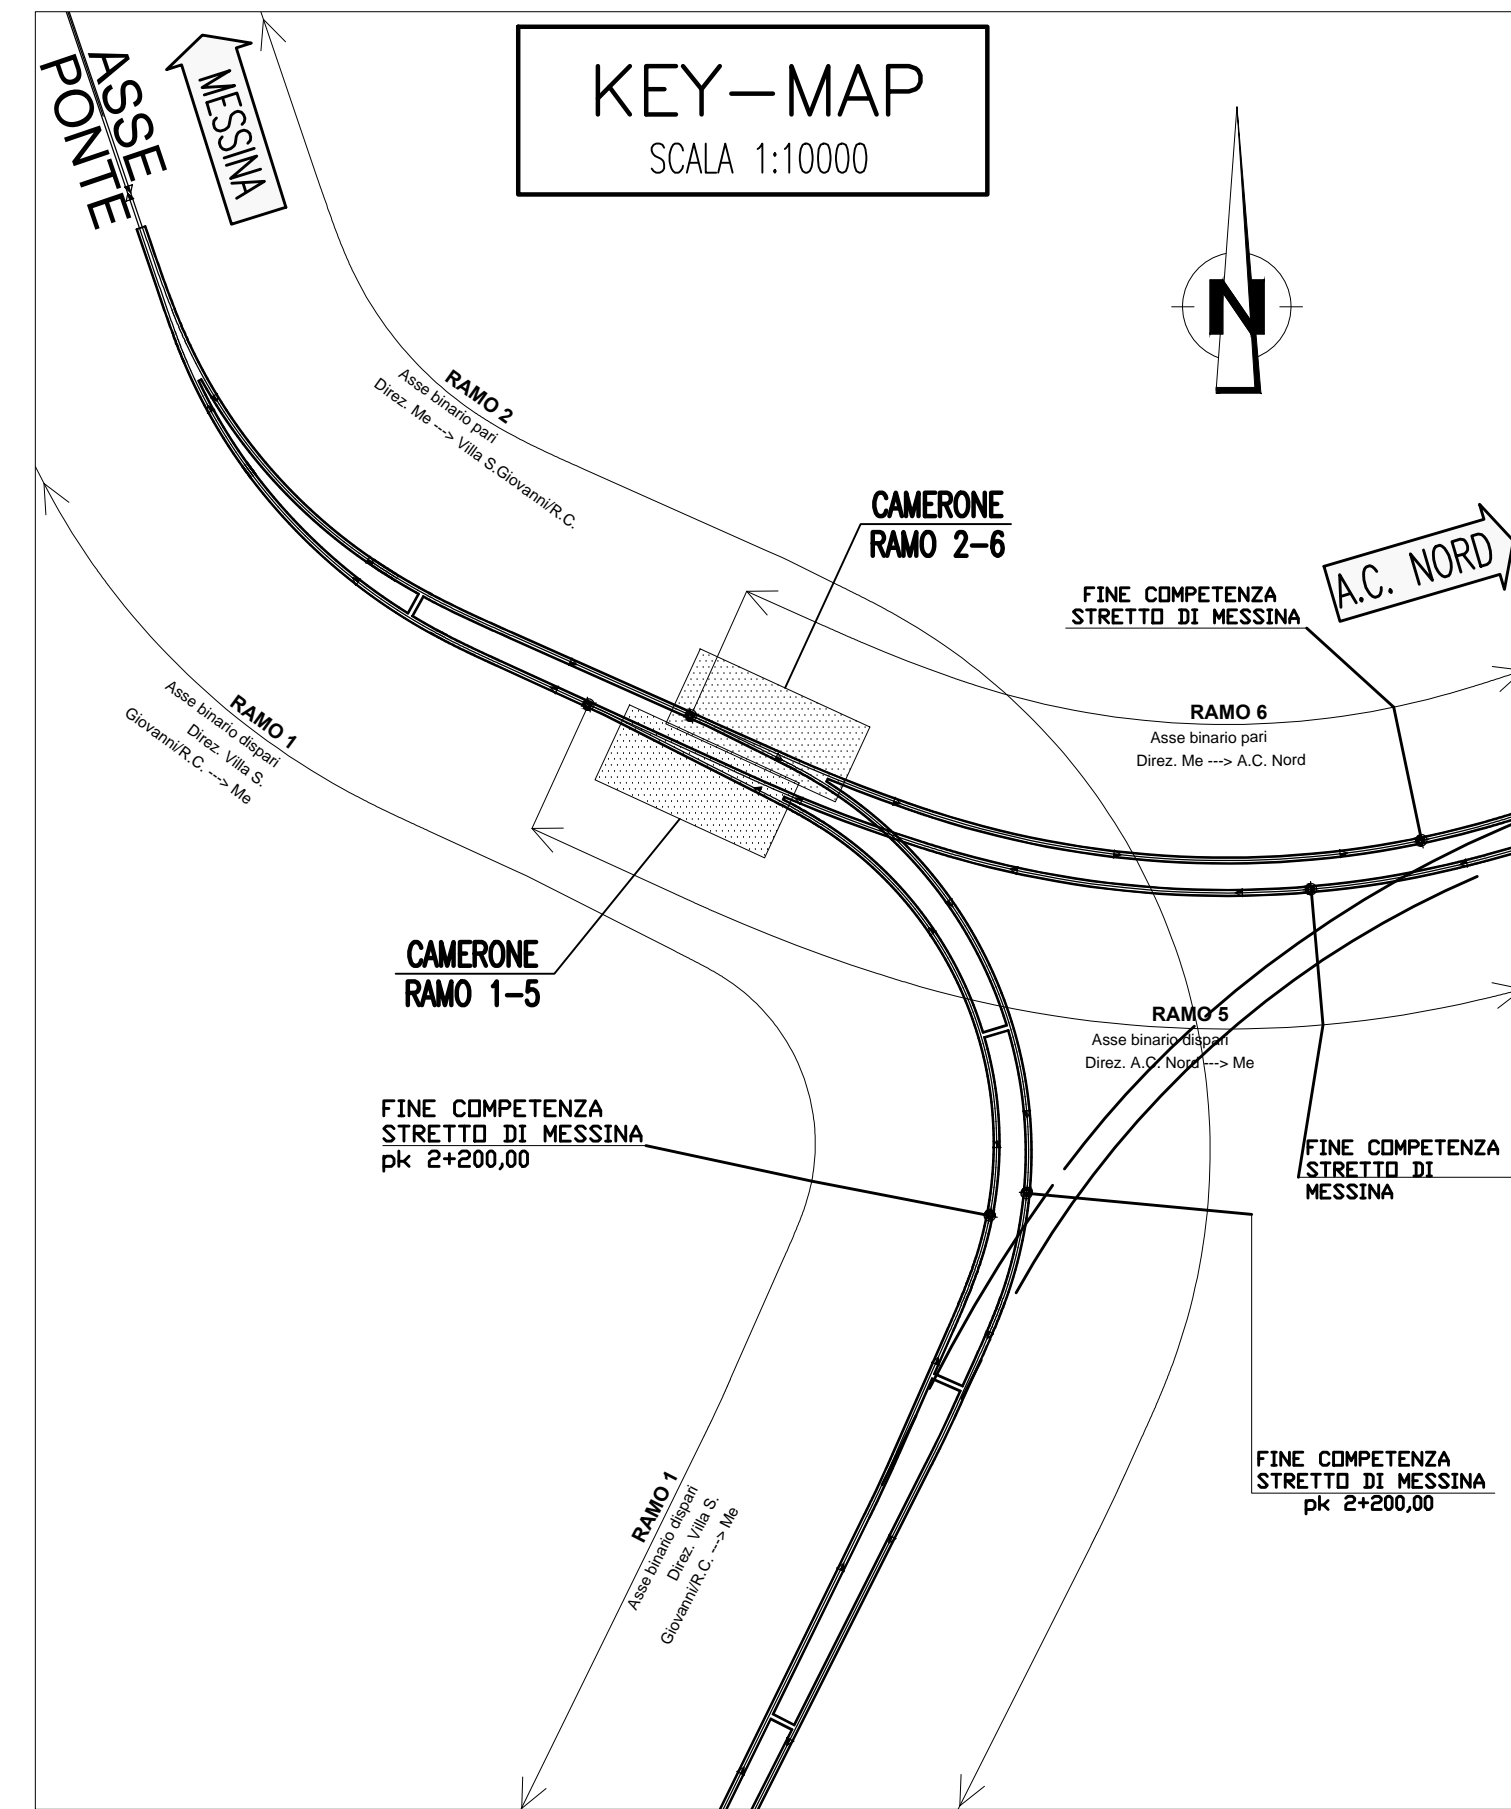 KEY-MAP
SCALA 1:10000
ASSE
PONTE
MESSINA
N
RAMO 2
Asse binario pari
Direz. Me ---> Villa S.Giovanni/R.C.
CAMERONE
RAMO 2-6
A.C. NORD
FINE COMPETENZA
STRETTO DI MESSINA
RAMO 1
Asse binario dispari
Direz. Villa S.
Giovanni/R.C. ---> Me
RAMO 6
Asse binario pari
Direz. Me ---> A.C. Nord
CAMERONE
RAMO 1-5
RAMO 5
Asse binario dispari
Direz. A.C. Nord ---> Me
FINE COMPETENZA
STRETTO DI MESSINA
pk 2+200,00
FINE COMPETENZA
STRETTO DI
MESSINA
FINE COMPETENZA
STRETTO DI MESSINA
pk 2+200,00
RAMO 1
Asse binario dispari
Direz. Villa S.
Giovanni/R.C. ---> Me